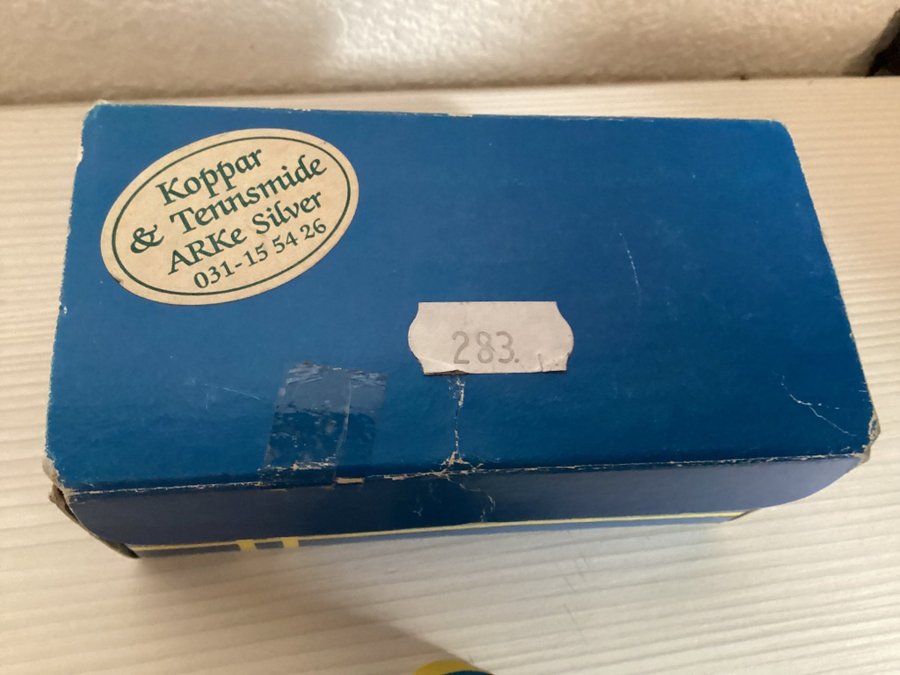 Koppar
& Tennsmide
ARKe Silver
031-15 54 26
283.